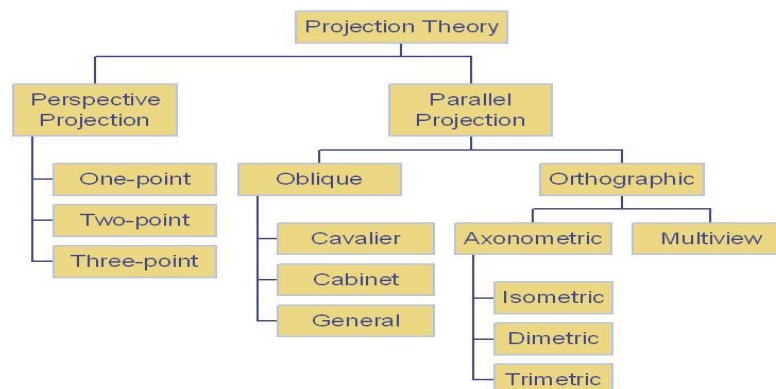 Projection Theory
Perspective
Projection
Parallel
Projection
One-point
Two-point
Three-point
Oblique
Orthographic
Cavalier
Cabinet
General
Axonometric
Multiview
Isometric
Dimetric
Trimetric